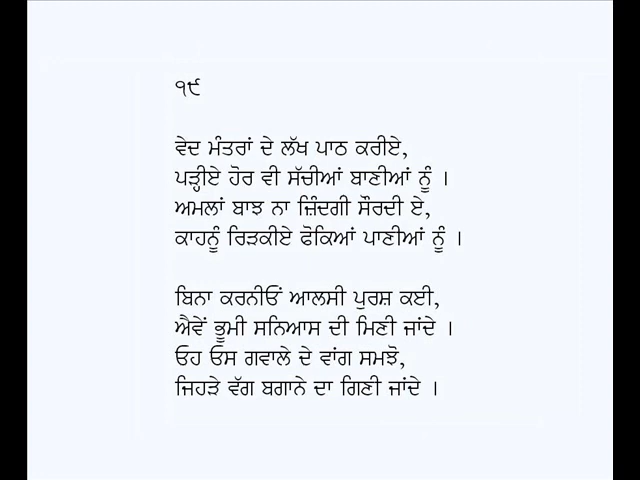 ੧੯
ਵੇਦ ਮੰਤਰਾਂ ਦੇ ਲੱਖ ਪਾਠ ਕਰੀਏ,
ਪੜ੍ਹੀਏ ਹੋਰ ਵੀ ਸੱਚੀਆਂ ਬਾਣੀਆਂ ਨੂੰ ।
ਅਮਲਾਂ ਬਾਝ ਨਾ ਜ਼ਿੰਦਗੀ ਸੌਰਦੀ ਏ,
ਕਾਹਨੂੰ ਰਿੜਕੀਏ ਫੋਕਿਆਂ ਪਾਣੀਆਂ ਨੂੰ ।
ਬਿਨਾ ਕਰਨੀਓਂ ਆਲਸੀ ਪੁਰਸ਼ ਕਈ,
ਐਵੇਂ ਭੂਮੀ ਸਨਿਆਸ ਦੀ ਮਿਣੀ ਜਾਂਦੇ ।
ਓਹ ਓਸ ਗਵਾਲੇ ਦੇ ਵਾਂਗ ਸਮਝੋ,
ਜਿਹੜੇ ਵੱਗ ਬਗਾਨੇ ਦਾ ਗਿਣੀ ਜਾਂਦੇ ।